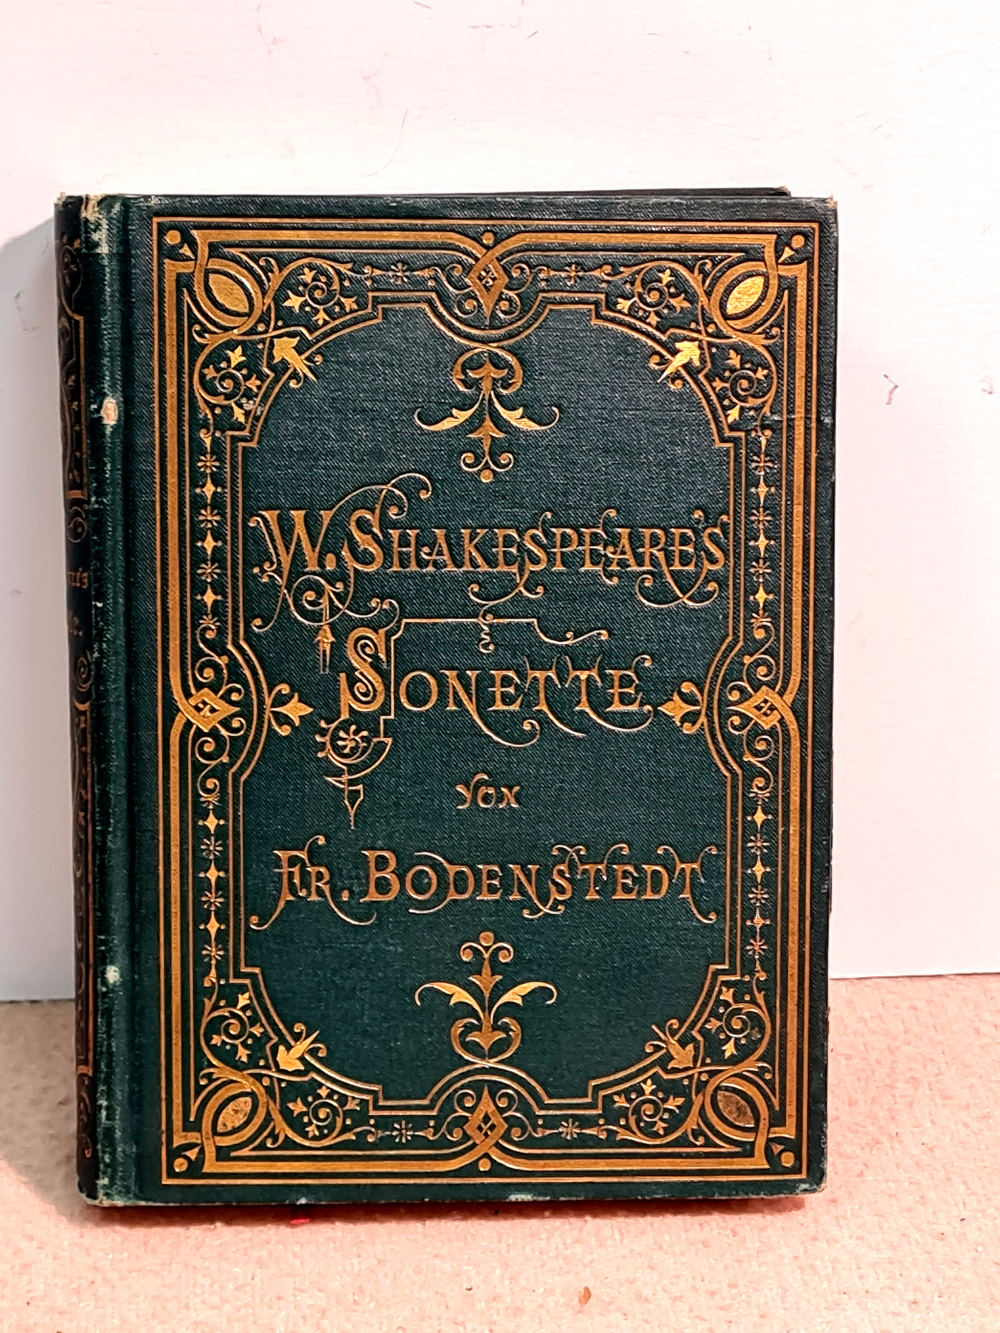 W. SHAKESPEARE'S
SONETTE
VON
FR. BODENSTEDT